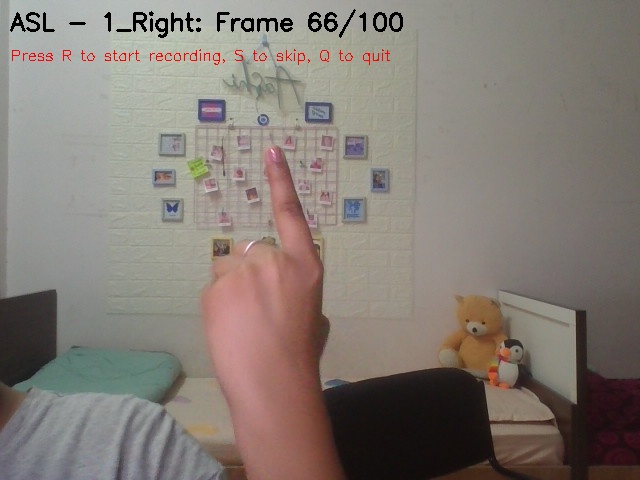 ASL - 1_Right: Frame 66/100
Press R to start recording, S to skip, Q to quit